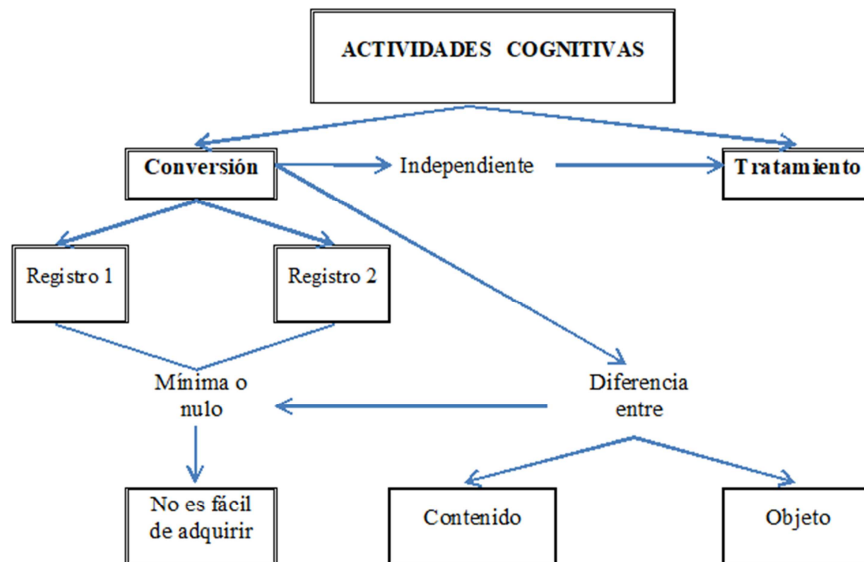 ACTIVIDADES COGNITIVAS
Conversión
Independiente
Tratamiento
Registro 1
Registro 2
Mínima o
nulo
Diferencia
entre
No es fácil
de adquirir
Contenido
Objeto